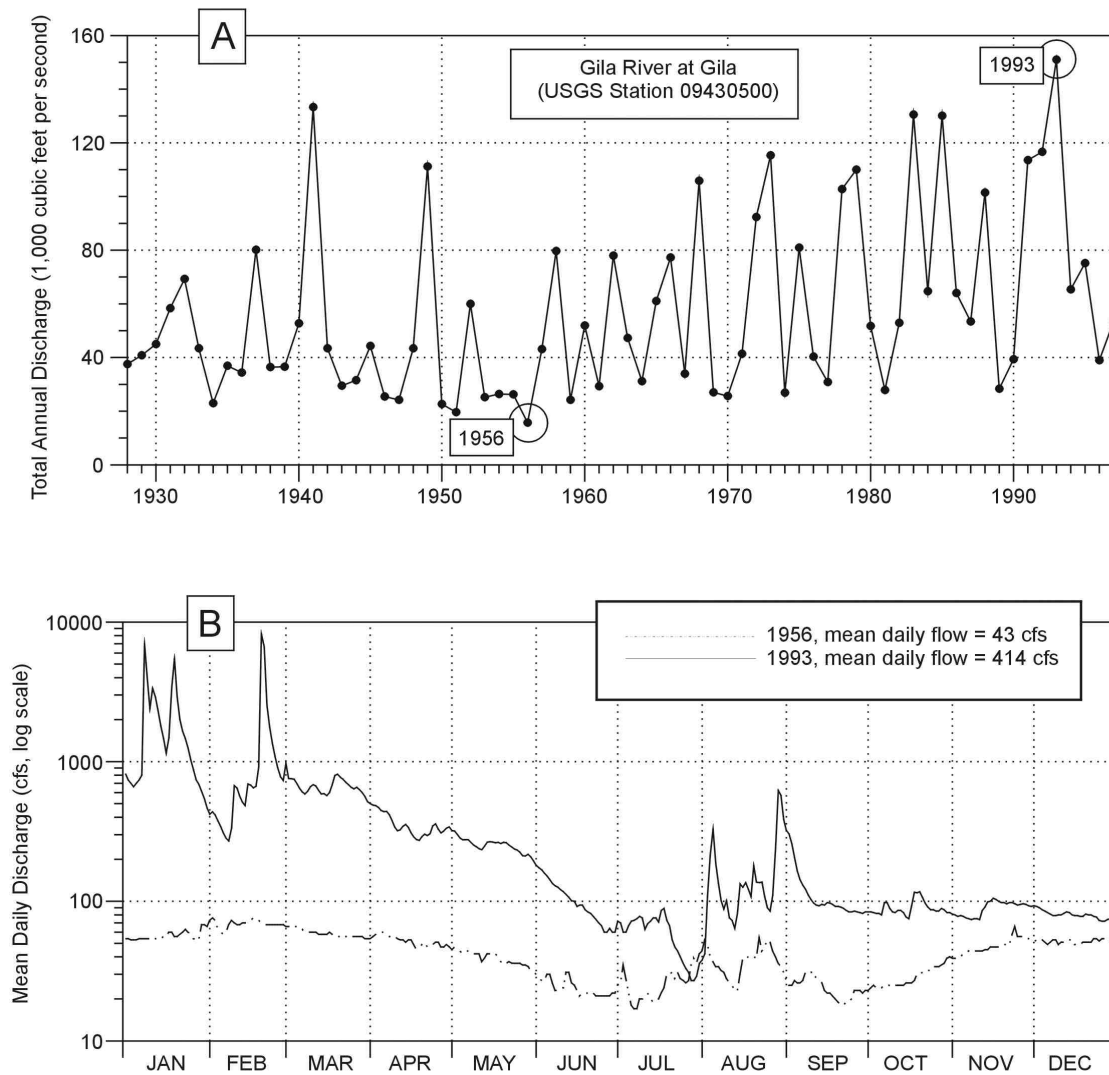 A
Gila River at Gila
(USGS Station 09430500)
1993
1956
Total Annual Discharge (1,000 cubic feet per second)
160
120
80
40
0
1930 1940 1950 1960 1970 1980 1990
B
1956, mean daily flow = 43 cfs
1993, mean daily flow = 414 cfs
Mean Daily Discharge (cfs, log scale)
10000
1000
100
10
JAN FEB MAR APR MAY JUN JUL AUG SEP OCT NOV DEC